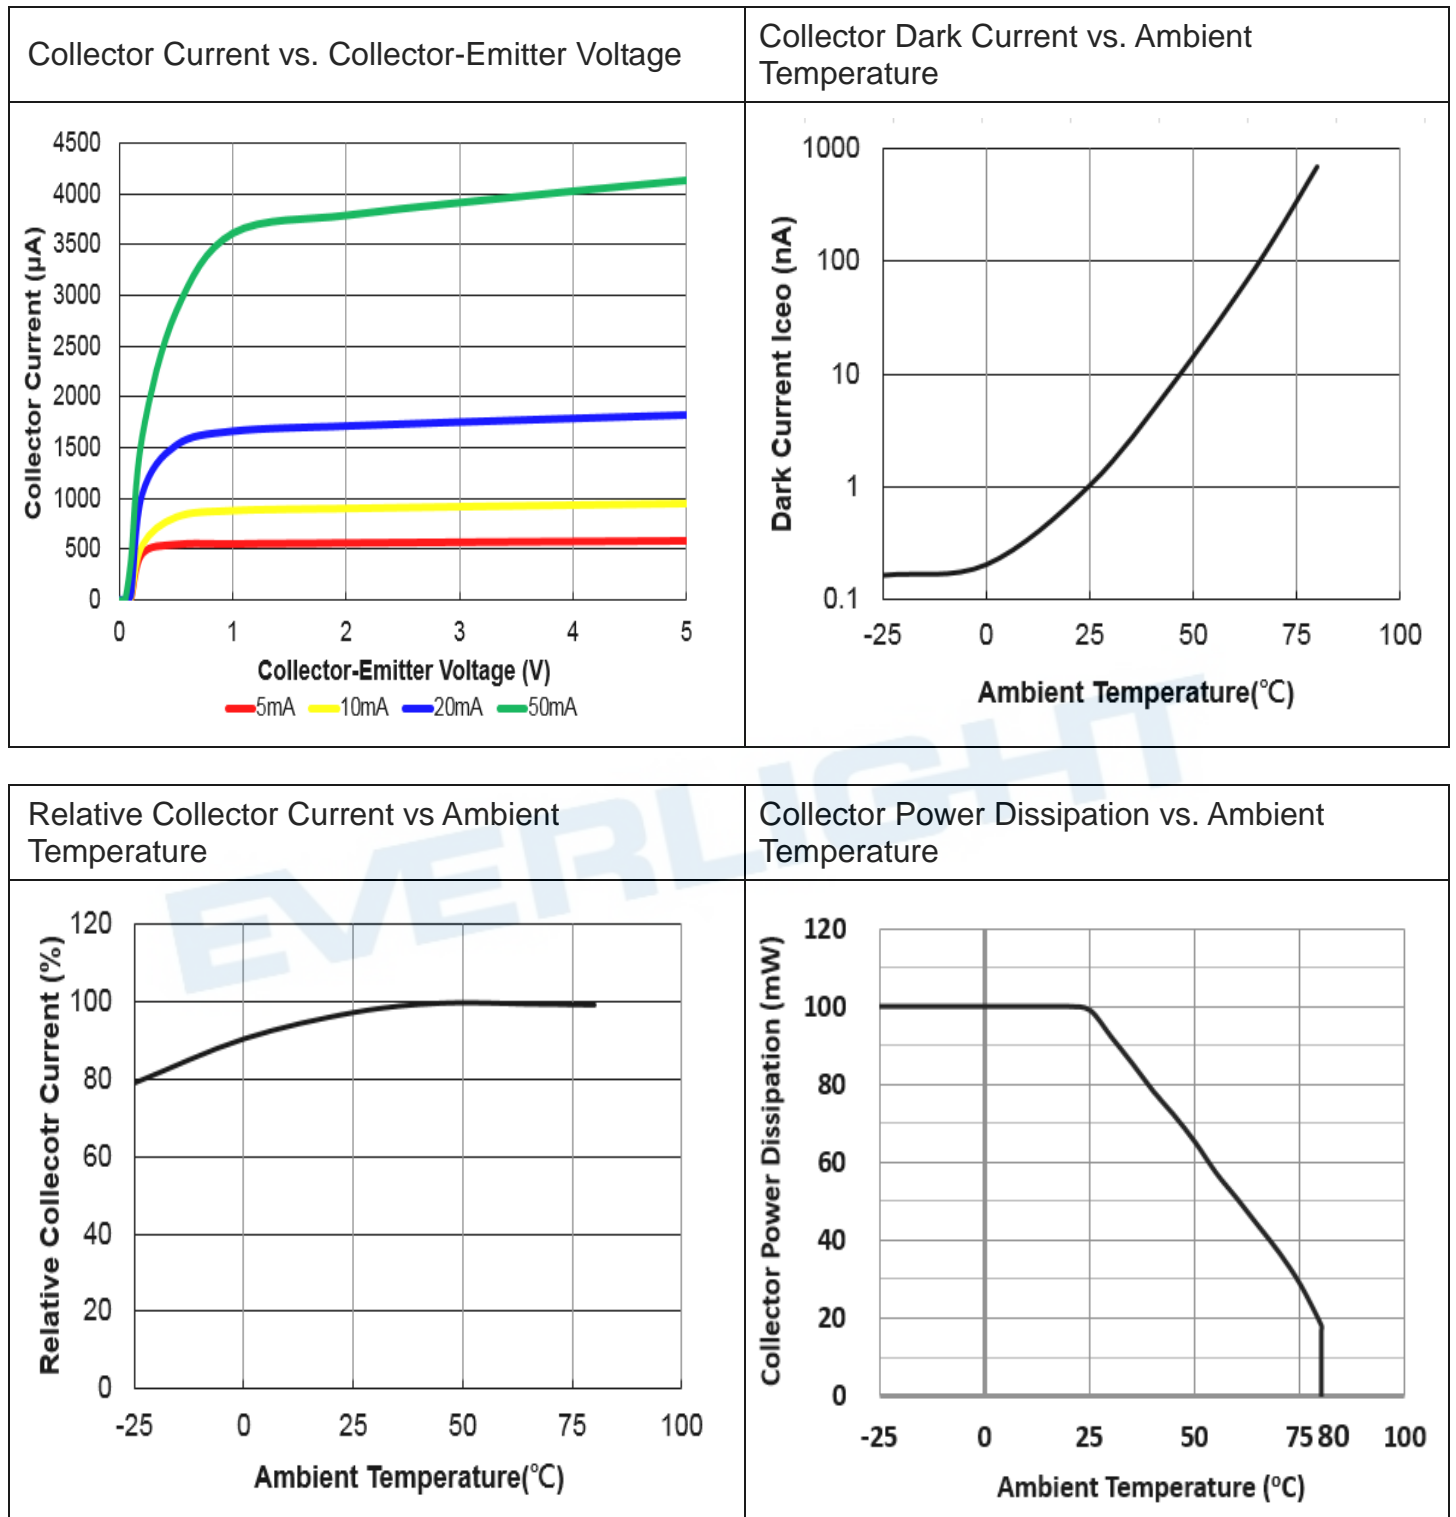 Collector Current vs. Collector-Emitter Voltage
Collector Dark Current vs. Ambient
Temperature
4500
4000
3500
3000
2500
2000
1500
1000
500
0
Collector Current (µA)
0 1 2 3 4 5
Collector-Emitter Voltage (V)
5mA 10mA 20mA 50mA
1000
100
10
1
0.1
Dark Current Iceo (nA)
-25 0 25 50 75 100
Ambient Temperature(℃)
EVERLIGHT
Relative Collector Current vs Ambient
Temperature
Collector Power Dissipation vs. Ambient
Temperature
120
100
80
60
40
20
0
Relative Collecotr Current (%)
-25 0 25 50 75 100
Ambient Temperature(℃)
120
100
80
60
40
20
0
Collector Power Dissipation (mW)
-25 0 25 50 75 80 100
Ambient Temperature (ºC)